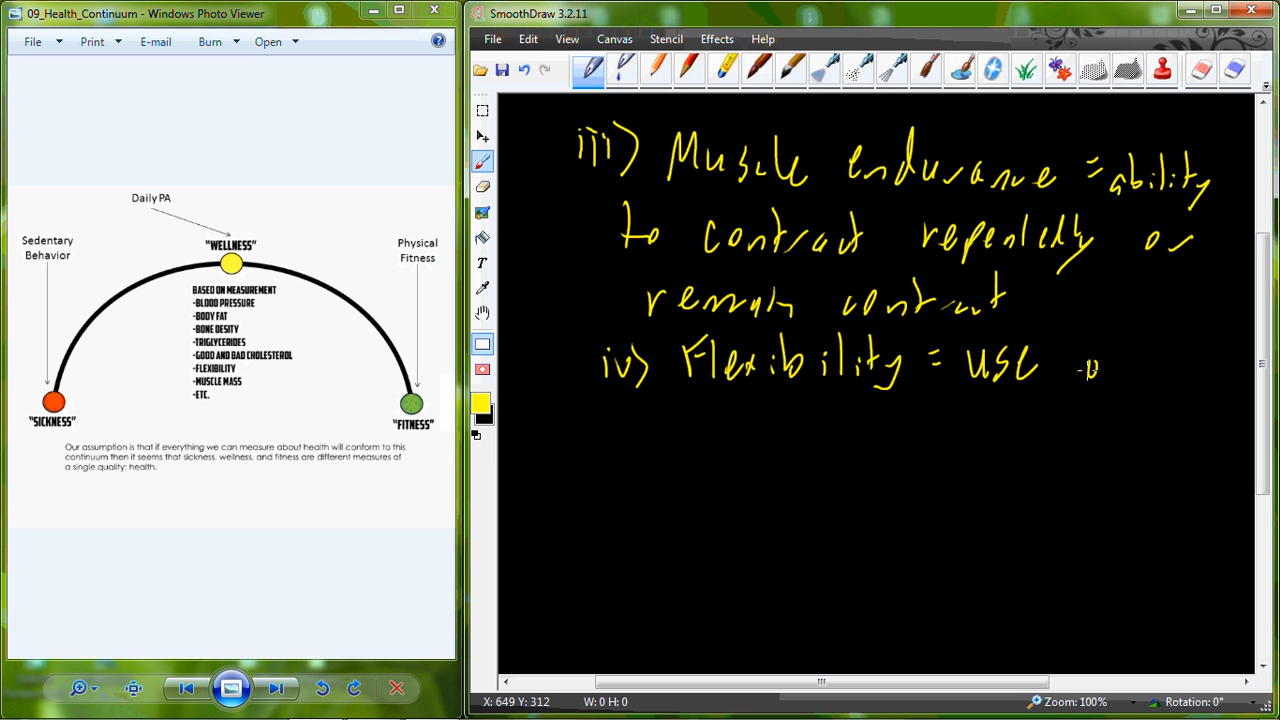 09_Health_Continuum - Windows Photo Viewer
File Print E-mail Burn Open
Daily PA
Sedentary
Behavior
"WELLNESS"
Physical
Fitness
BASED ON MEASUREMENT
-BLOOD PRESSURE
-BODY FAT
-BONE DESITY
-TRIGLYCERIDES
-GOOD AND BAD CHOLESTEROL
-FLEXIBILITY
-MUSCLE MASS
-ETC.
"SICKNESS"
"FITNESS"
Our assumption is that if everything we can measure about health will conform to this
continuum then it seems that sickness, wellness, and fitness are different measures of
a single quality: health.
SmoothDraw 3.2.11
File Edit View Canvas Stencil Effects Help
iii) Muscle endurance = ability
to contract repeatedly or
remain contract
iv) Flexibility = use
X: 649 Y: 312 W: 0 H: 0 Zoom: 100% Rotation: 0°